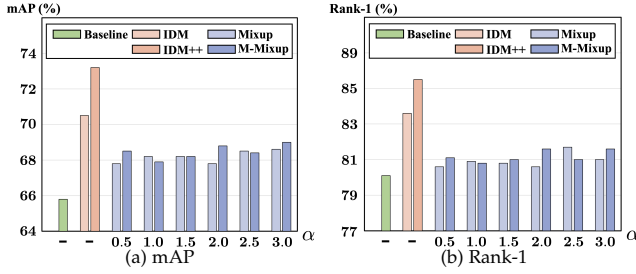 mAP (%)
Baseline IDM Mixup
IDM++ M-Mixup
74
72
70
68
66
64
– – 0.5 1.0 1.5 2.0 2.5 3.0 α
(a) mAP
Rank-1 (%)
Baseline IDM Mixup
IDM++ M-Mixup
89
87
85
83
81
79
77
– – 0.5 1.0 1.5 2.0 2.5 3.0 α
(b) Rank-1